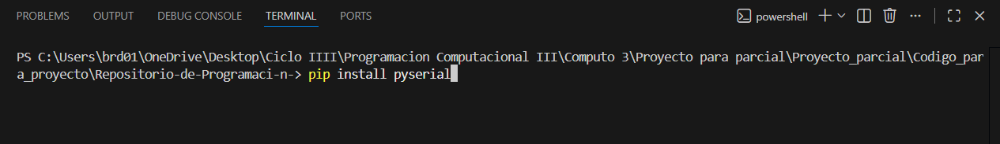 PROBLEMS OUTPUT DEBUG CONSOLE TERMINAL PORTS powershell
PS C:\Users\brd01\OneDrive\Desktop\Ciclo IIII\Programacion Computacional III\Computo 3\Proyecto para parcial\Proyecto_parcial\Codigo_par
a_proyecto\Repositorio-de-Programaci-n-> pip install pyserial